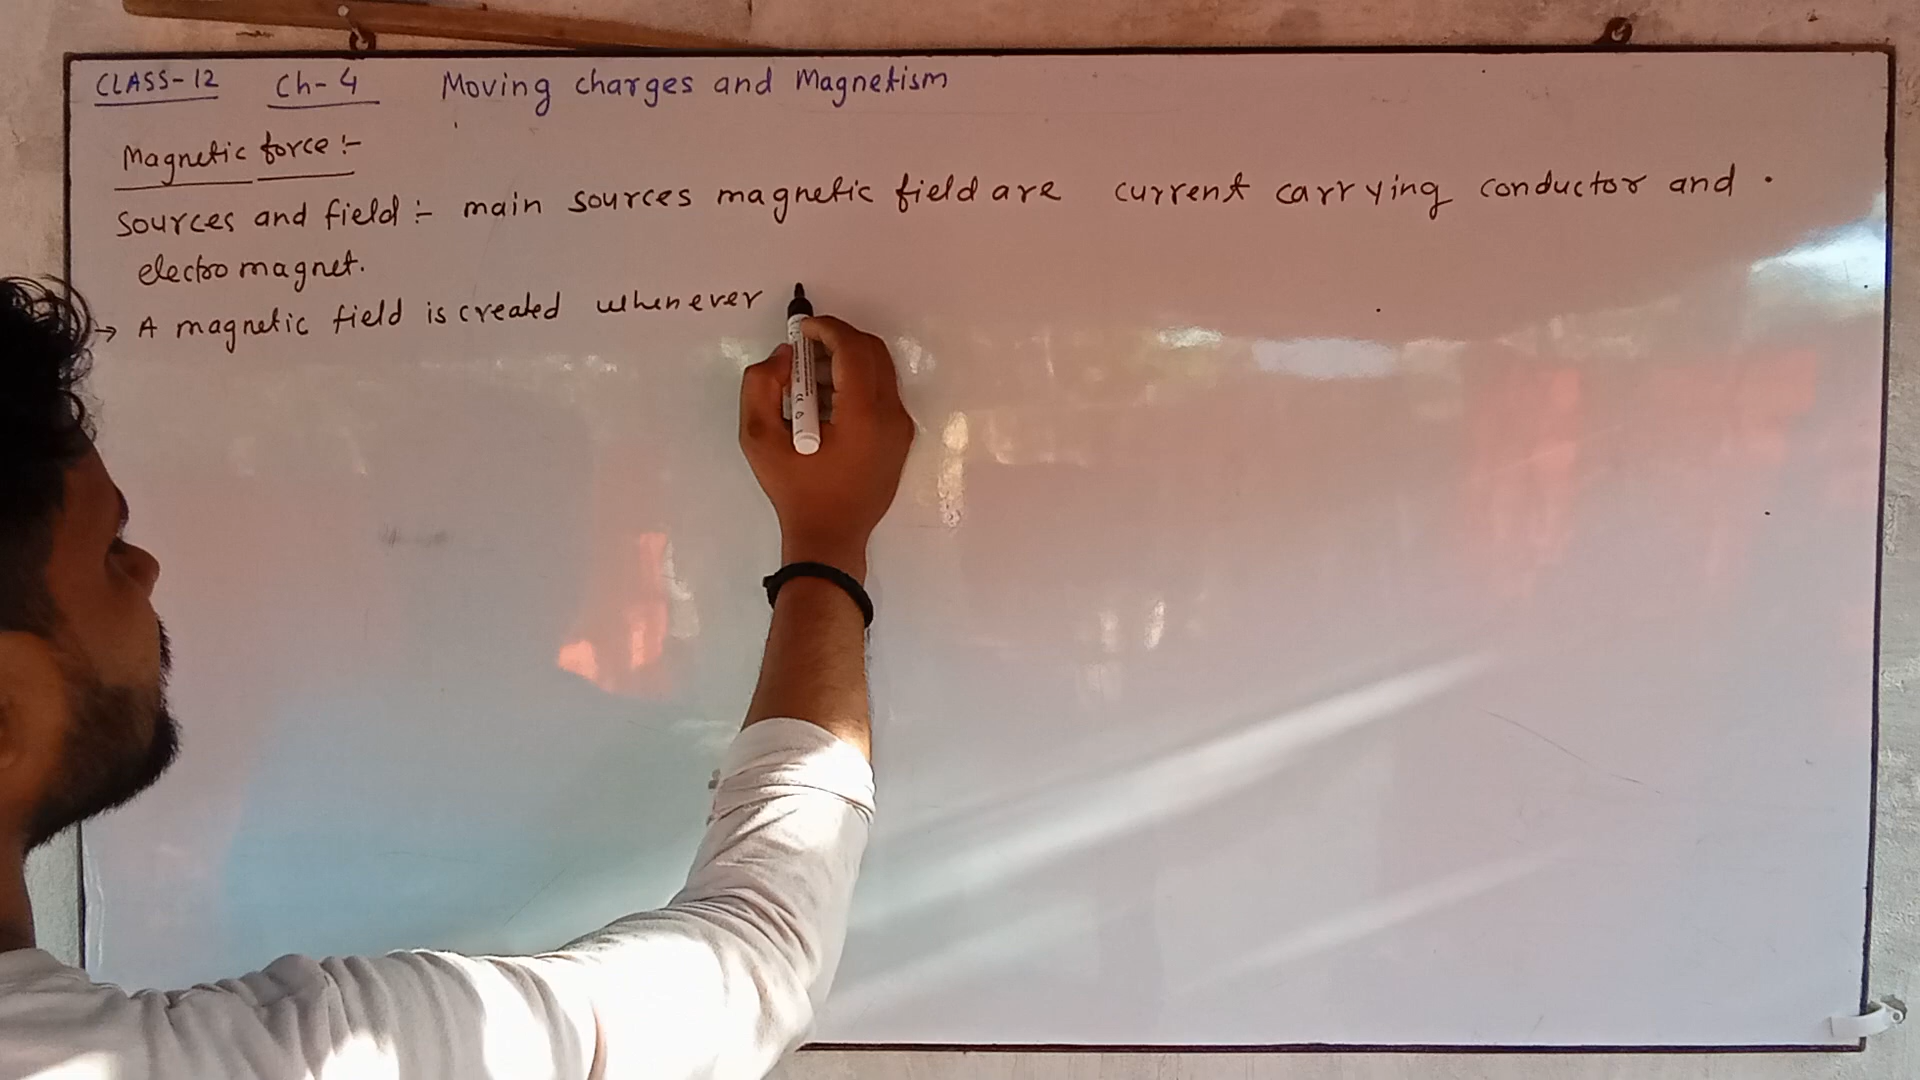 CLASS-12 Ch-4 Moving charges and Magnetism
Magnetic force :-
Sources and field :- main sources magnetic field are current carrying conductor and
electro magnet.
→ A magnetic field is created whenever